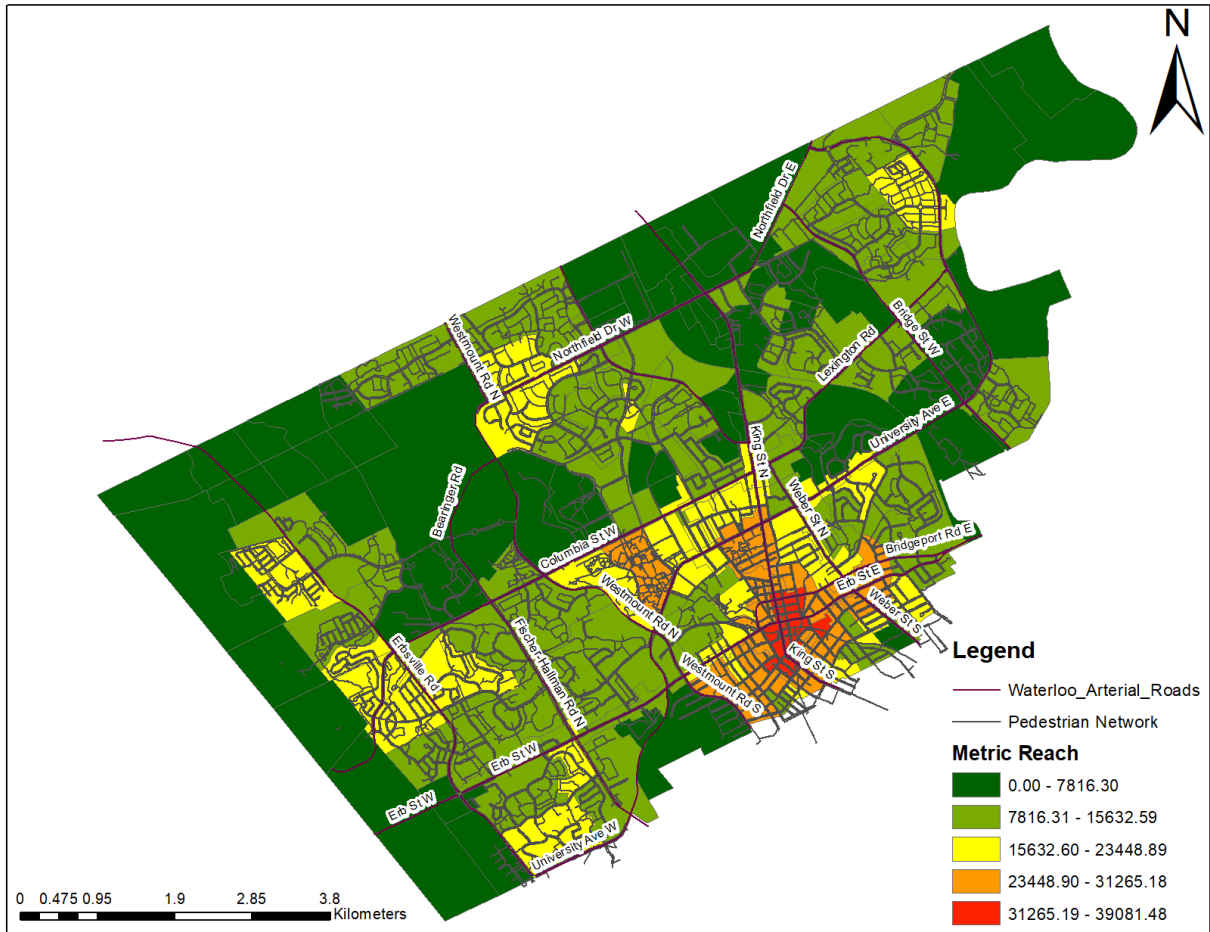 N
Northfield Dr E
Westmount Rd N
Northfield Dr W
Bridge St W
Lexington Rd
University Ave E
King St N
Bearinger Rd
Weber St N
Columbia St W
Bridgeport Rd E
Erb St E
Westmount Rd N
Weber St S
Fischer-Hallman Rd N
Erbsville Rd
King St S
Westmount Rd S
Erb St W
Erb St W
University Ave W
Legend
Waterloo_Arterial_Roads
Pedestrian Network
Metric Reach
0.00 - 7816.30
7816.31 - 15632.59
15632.60 - 23448.89
23448.90 - 31265.18
31265.19 - 39081.48
0 0.475 0.95 1.9 2.85 3.8
Kilometers